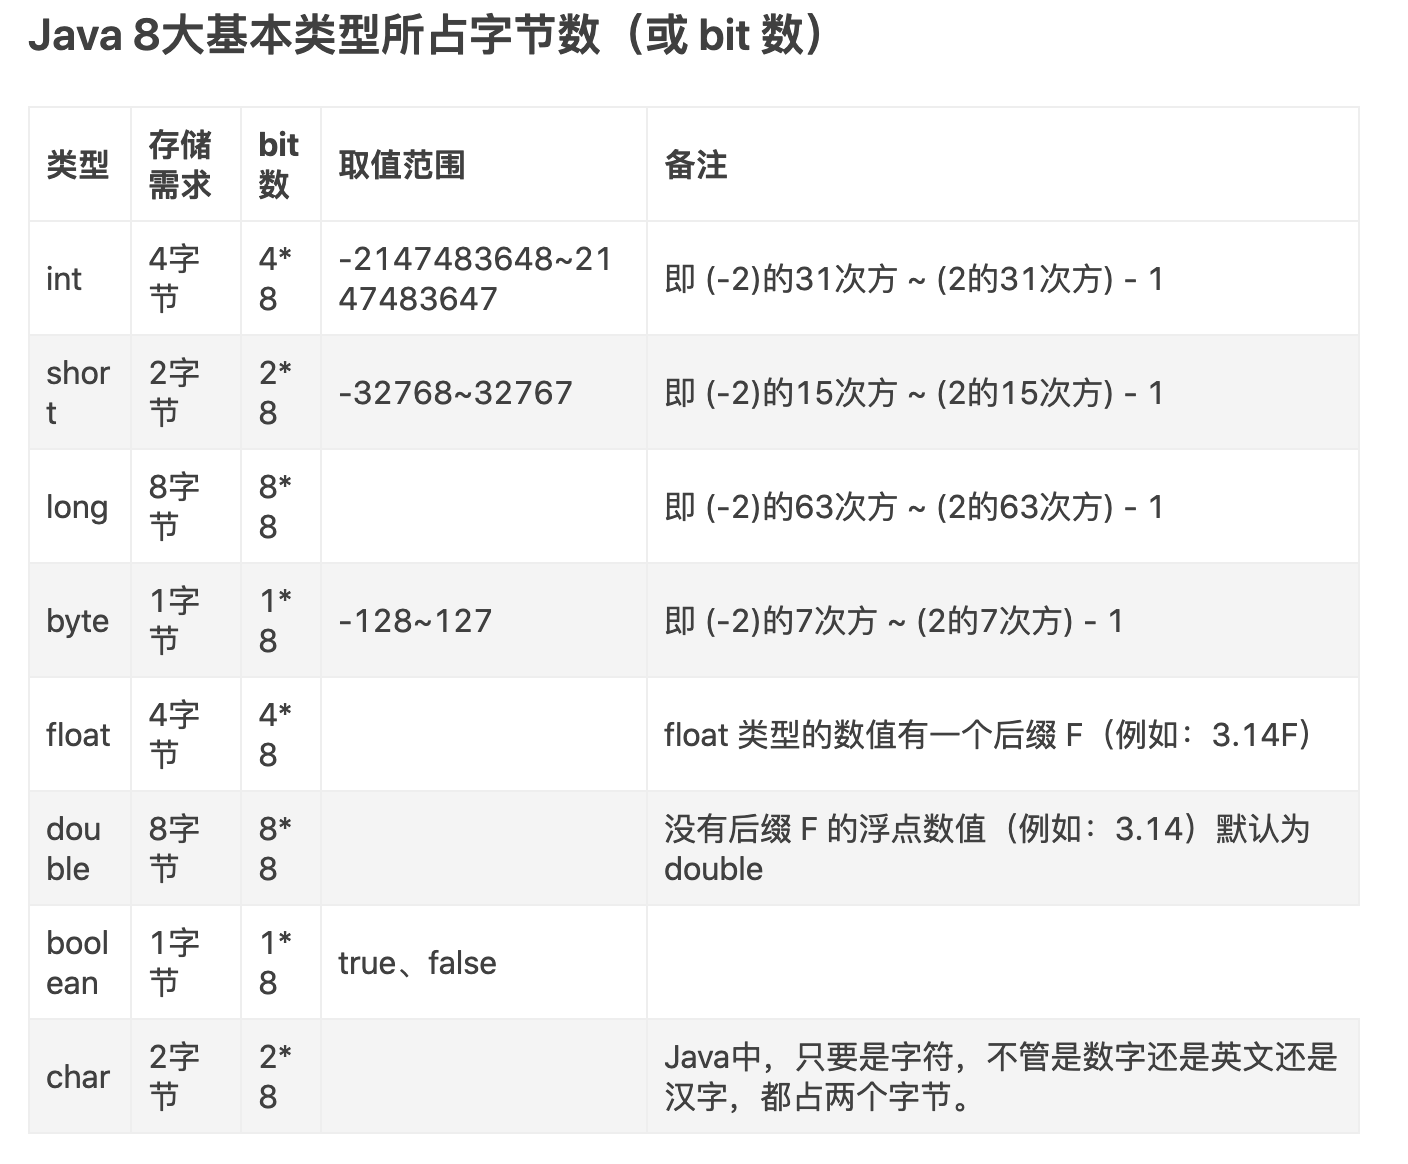 Java 8大基本类型所占字节数（或 bit 数）
类型
存储
需求
bit
数
取值范围
备注
int
4字
节
4*
8
-2147483648~21
47483647
即 (-2)的31次方 ~ (2的31次方) - 1
shor
t
2字
节
2*
8
-32768~32767
即 (-2)的15次方 ~ (2的15次方) - 1
long
8字
节
8*
8
即 (-2)的63次方 ~ (2的63次方) - 1
byte
1字
节
1*
8
-128~127
即 (-2)的7次方 ~ (2的7次方) - 1
float
4字
节
4*
8
float 类型的数值有一个后缀 F（例如：3.14F）
dou
ble
8字
节
8*
8
没有后缀 F 的浮点数值（例如：3.14）默认为
double
bool
ean
1字
节
1*
8
true、false
char
2字
节
2*
8
Java中，只要是字符，不管是数字还是英文还是
汉字，都占两个字节。